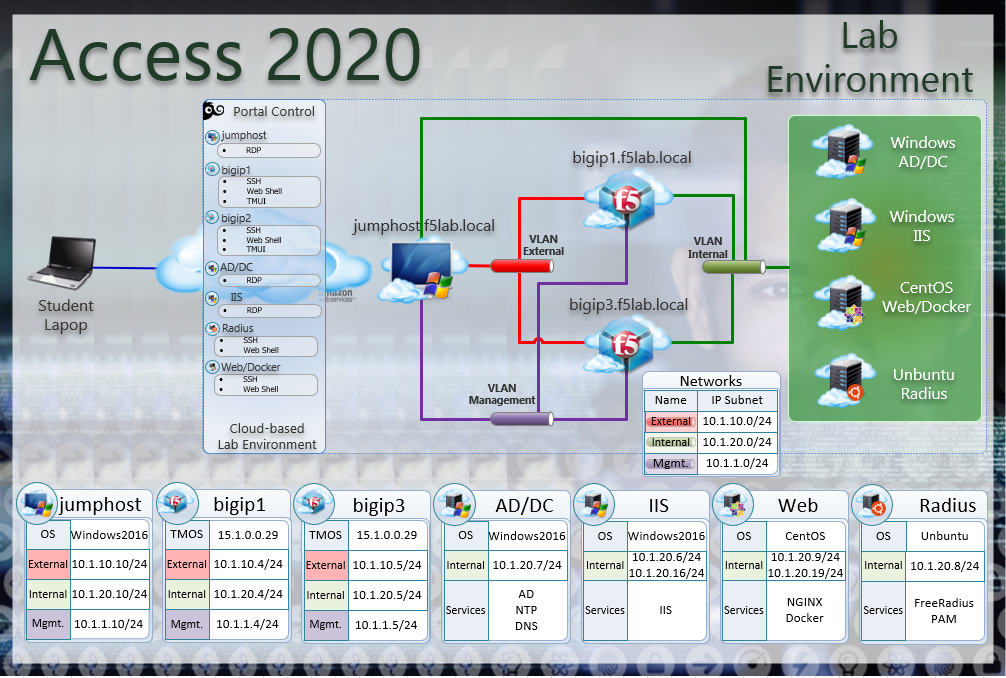 Access 2020
Lab
Environment
Portal Control
jumphost
RDP
bigip1
SSH
Web Shell
TMUI
bigip2
SSH
Web Shell
TMUI
AD/DC
RDP
IIS
RDP
Radius
SSH
Web Shell
Web/Docker
SSH
Web Shell
Cloud-based
Lab Environment
Student
Lapop
amazon
web services™
jumphost.f5lab.local
bigip1.f5lab.local
f5
VLAN
External
VLAN
Internal
bigip3.f5lab.local
f5
VLAN
Management
Windows
AD/DC
Windows
IIS
CentOS
Web/Docker
Unbuntu
Radius
Networks
Name IP Subnet
External 10.1.10.0/24
Internal 10.1.20.0/24
Mgmt. 10.1.1.0/24
jumphost
OS Windows2016
External 10.1.10.10/24
Internal 10.1.20.10/24
Mgmt. 10.1.1.10/24
f5
bigip1
TMOS 15.1.0.0.29
External 10.1.10.4/24
Internal 10.1.20.4/24
Mgmt. 10.1.1.4/24
f5
bigip3
TMOS 15.1.0.0.29
External 10.1.10.5/24
Internal 10.1.20.5/24
Mgmt. 10.1.1.5/24
AD/DC
OS Windows2016
Internal 10.1.20.7/24
Services AD
NTP
DNS
IIS
OS Windows2016
Internal 10.1.20.6/24
10.1.20.16/24
Services IIS
Web
OS CentOS
Internal 10.1.20.9/24
10.1.20.19/24
Services NGINX
Docker
Radius
OS Unbuntu
Internal 10.1.20.8/24
Services FreeRadius
PAM